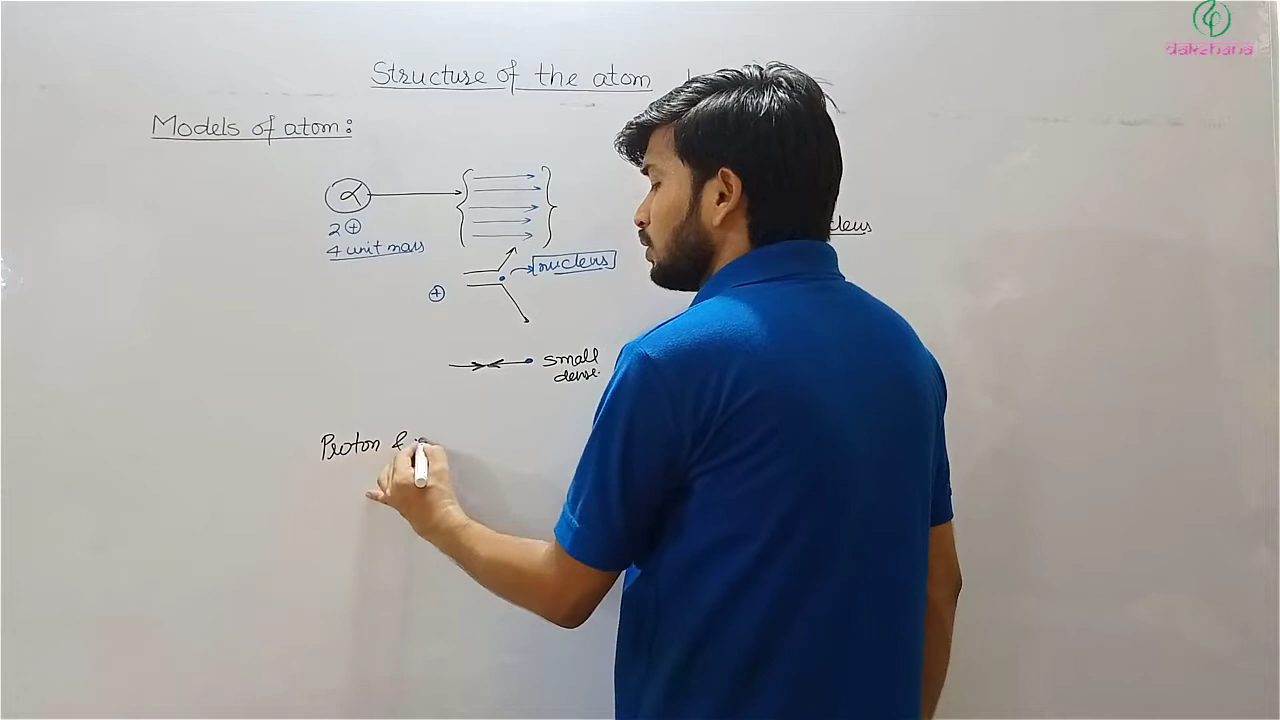 dakshana
Structure of the atom
Models of atom:
α
2 ⊕
4 unit mass
nucleus
⊕
small
dense.
Proton &